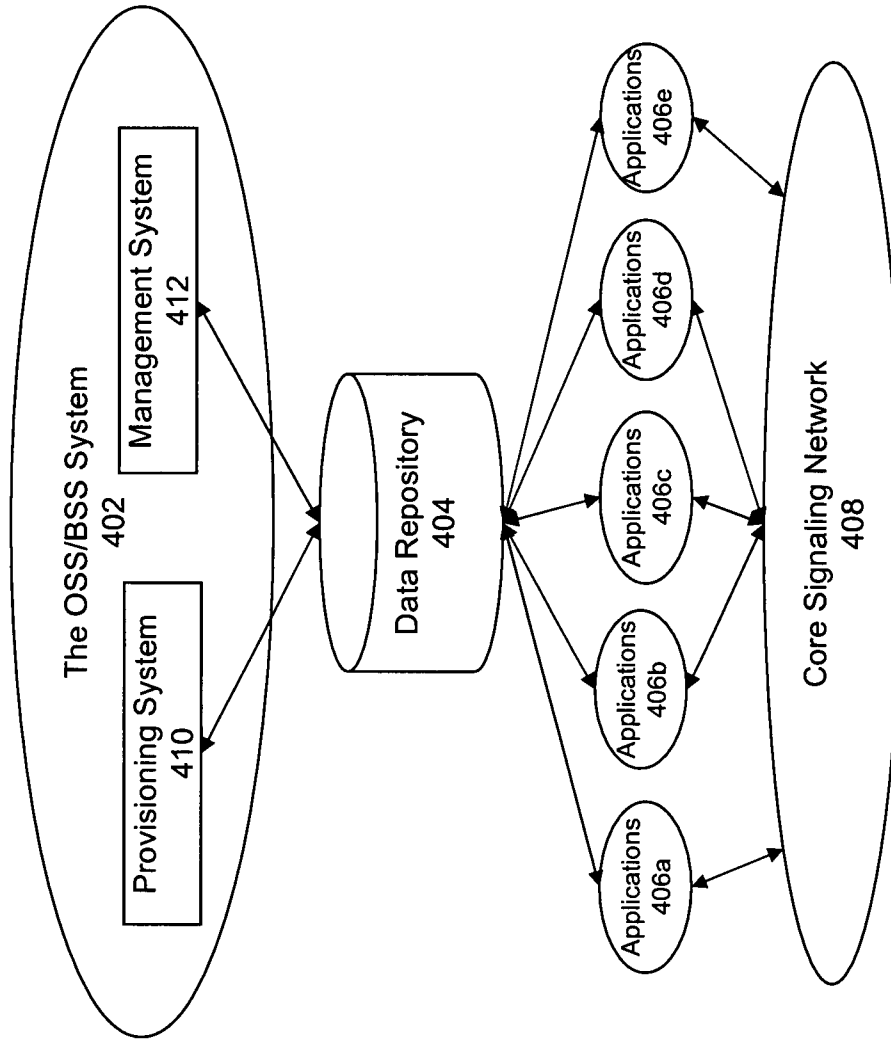 The OSS/BSS System
402
Provisioning System
410
Management System
412
Data Repository
404
Applications
406a
Applications
406b
Applications
406c
Applications
406d
Applications
406e
Core Signaling Network
408